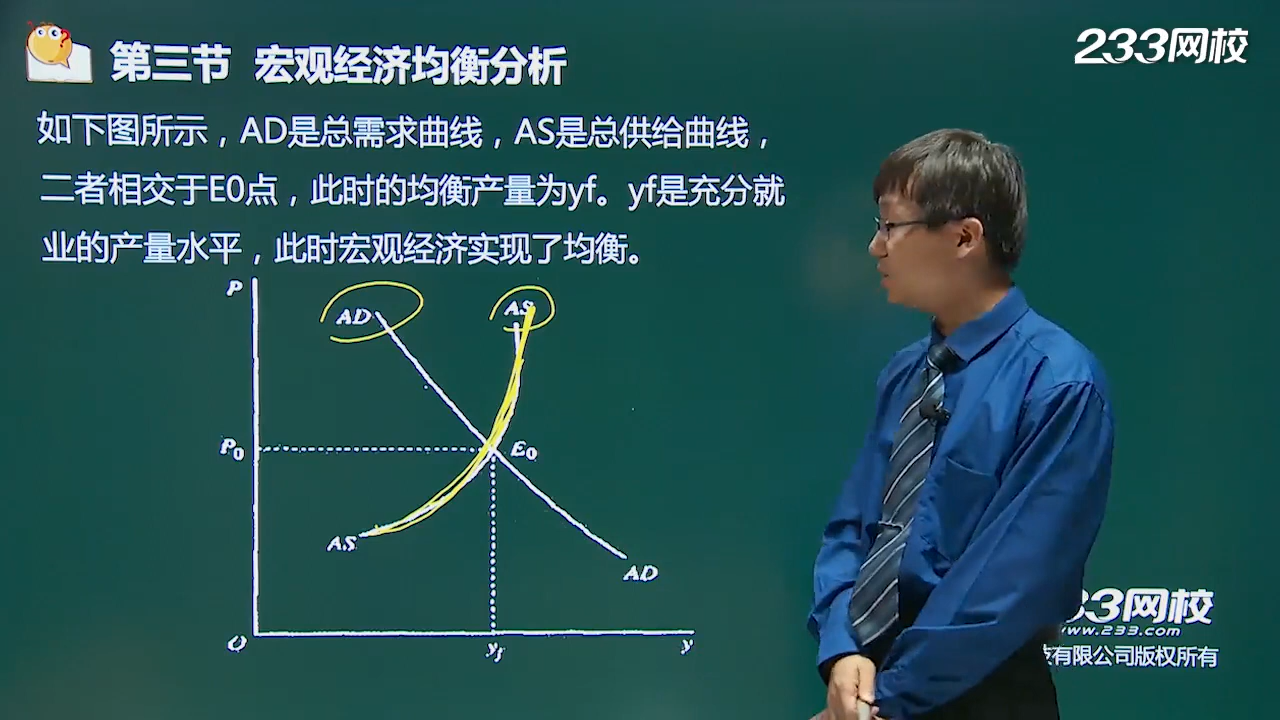 第三节 宏观经济均衡分析
233网校
如下图所示，AD是总需求曲线，AS是总供给曲线，
二者相交于E0点，此时的均衡产量为yf。yf是充分就
业的产量水平，此时宏观经济实现了均衡。
P
AD
AS
P0
E0
AS
AD
O
yf
y
33网校
www.233.com
有限公司版权所有